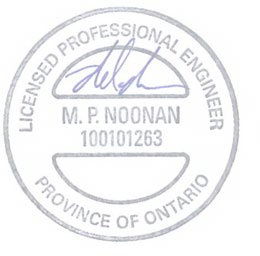 LICENSED PROFESSIONAL ENGINEER
M. P. NOONAN
100101263
PROVINCE OF ONTARIO